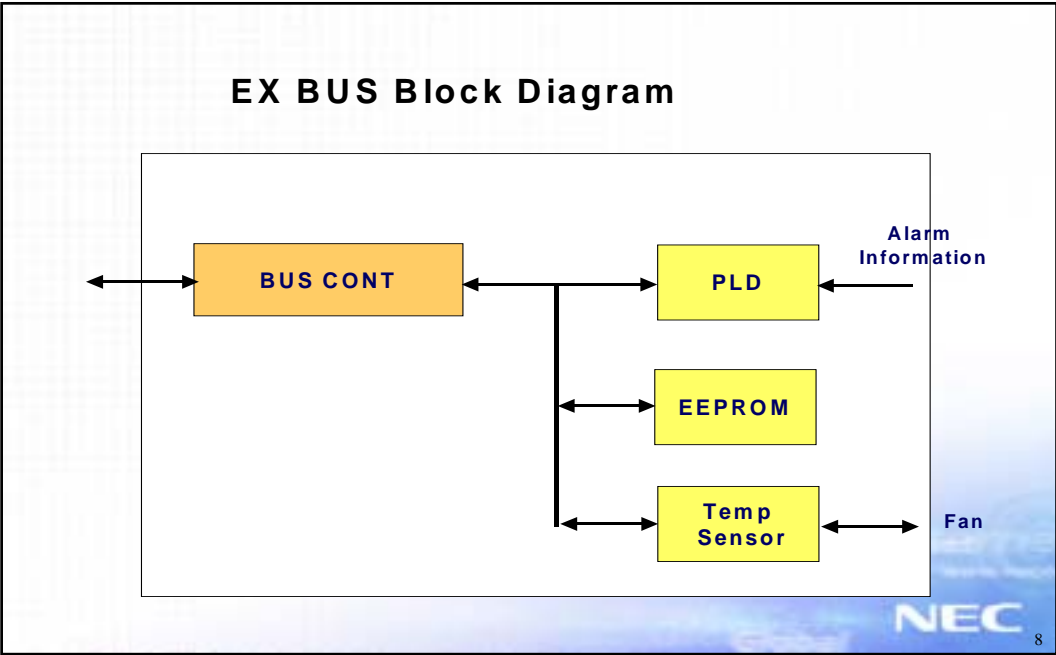 EX BUS Block Diagram
Alarm
Information
BUS CONT
PLD
EEPROM
Temp
Sensor
Fan
NEC
8